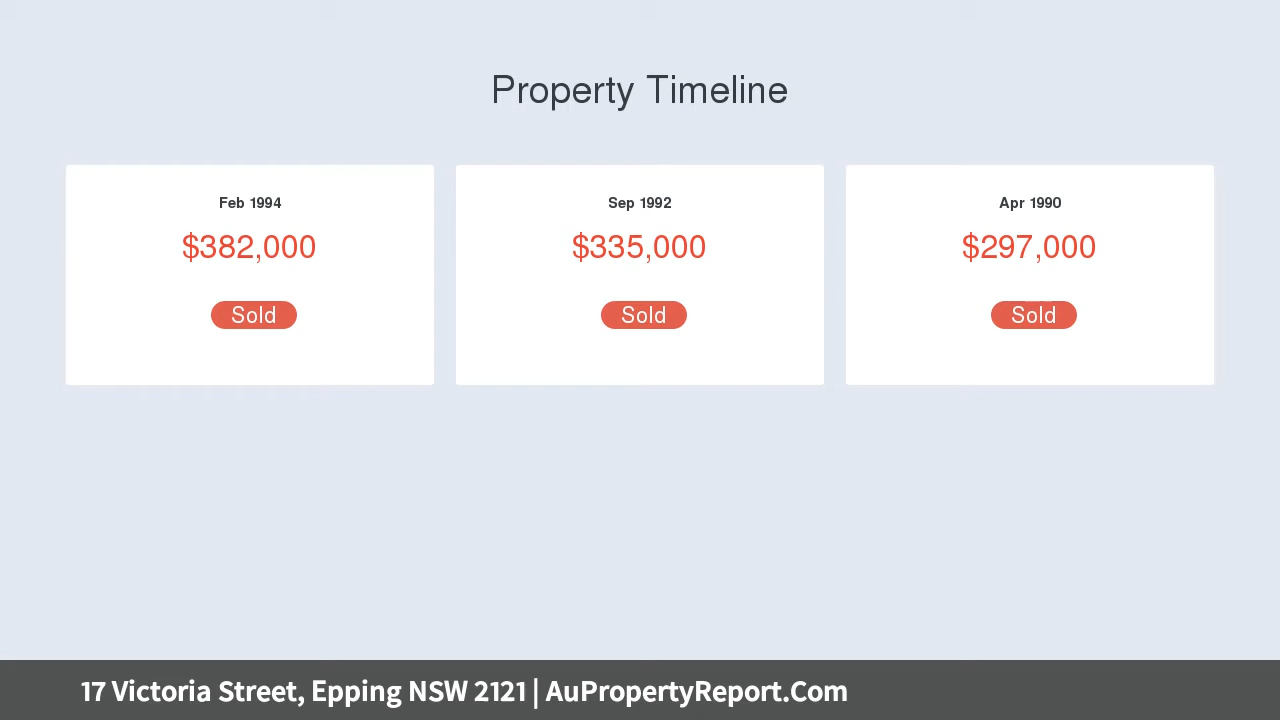 Property Timeline
Feb 1994
$382,000
Sold
Sep 1992
$335,000
Sold
Apr 1990
$297,000
Sold
17 Victoria Street, Epping NSW 2121 | AuPropertyReport.Com